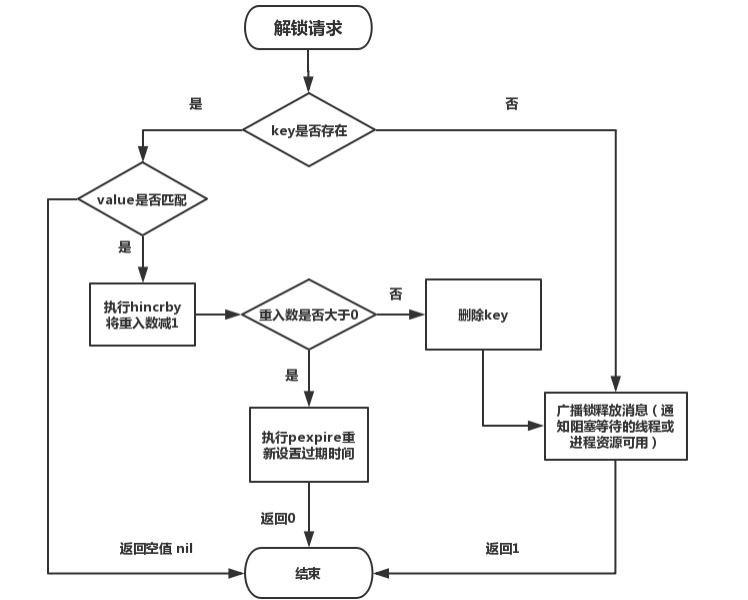 解锁请求
是
否
key是否存在
value是否匹配
是
执行hincrby
将重入数减1
重入数是否大于0
否
删除key
是
执行pexpire重
新设置过期时间
广播锁释放消息（通
知阻塞等待的线程或
进程资源可用）
返回0
返回空值 nil
返回1
结束